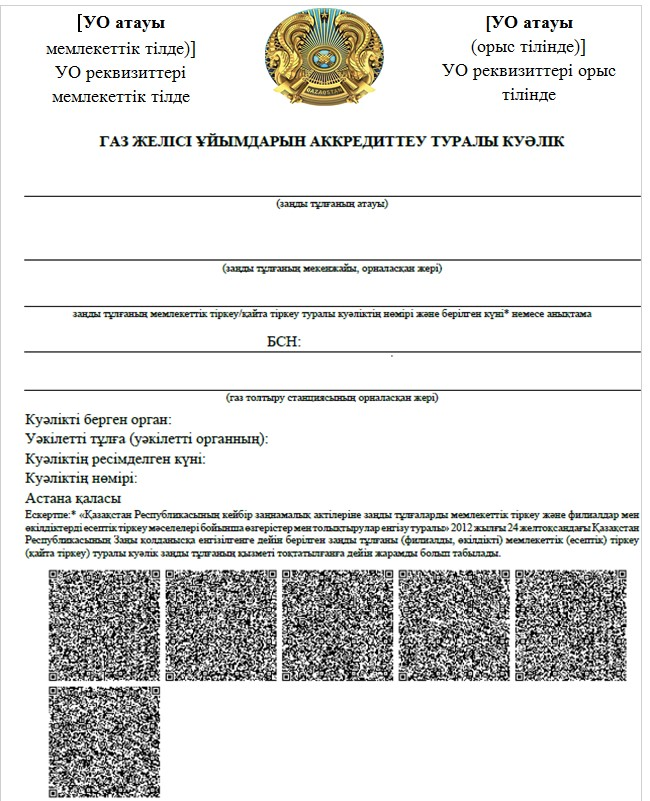 [УО атауы
мемлекеттік тілде)]
УО реквизиттері
мемлекеттік тілде
QAZAQSTAN
[УО атауы
(орыс тілінде)]
УО реквизиттері орыс
тілінде
ГАЗ ЖЕЛІСІ ҰЙЫМДАРЫН АККРЕДИТТЕУ ТУРАЛЫ КУӘЛІК
(заңды тұлғаның атауы)
(заңды тұлғаның мекенжайы, орналасқан жері)
заңды тұлғаның мемлекеттік тіркеу/қайта тіркеу туралы куәліктің нөмірі және берілген күні* немесе анықтама
БСН:
(газ толтыру станциясының орналасқан жері)
Куәлікті берген орган:
Уәкілетті тұлға (уәкілетті органның):
Куәліктің ресімделген күні:
Куәліктің нөмірі:
Астана қаласы
Ескертпе:* «Қазақстан Республикасының кейбір заңнамалық актілеріне заңды тұлғаларды мемлекеттік тіркеу және филиалдар мен
өкілдіктерді есептік тіркеу мәселелері бойынша өзгерістер мен толықтырулар енгізу туралы» 2012 жылғы 24 желтоқсандағы Қазақстан
Республикасының Заңы қолданысқа енгізілгенге дейін берілген заңды тұлғаны (филиалды, өкілдікті) мемлекеттік (есептік) тіркеу
(қайта тіркеу) туралы куәлік заңды тұлғаның қызметі тоқтатылғанға дейін жарамды болып табылады.